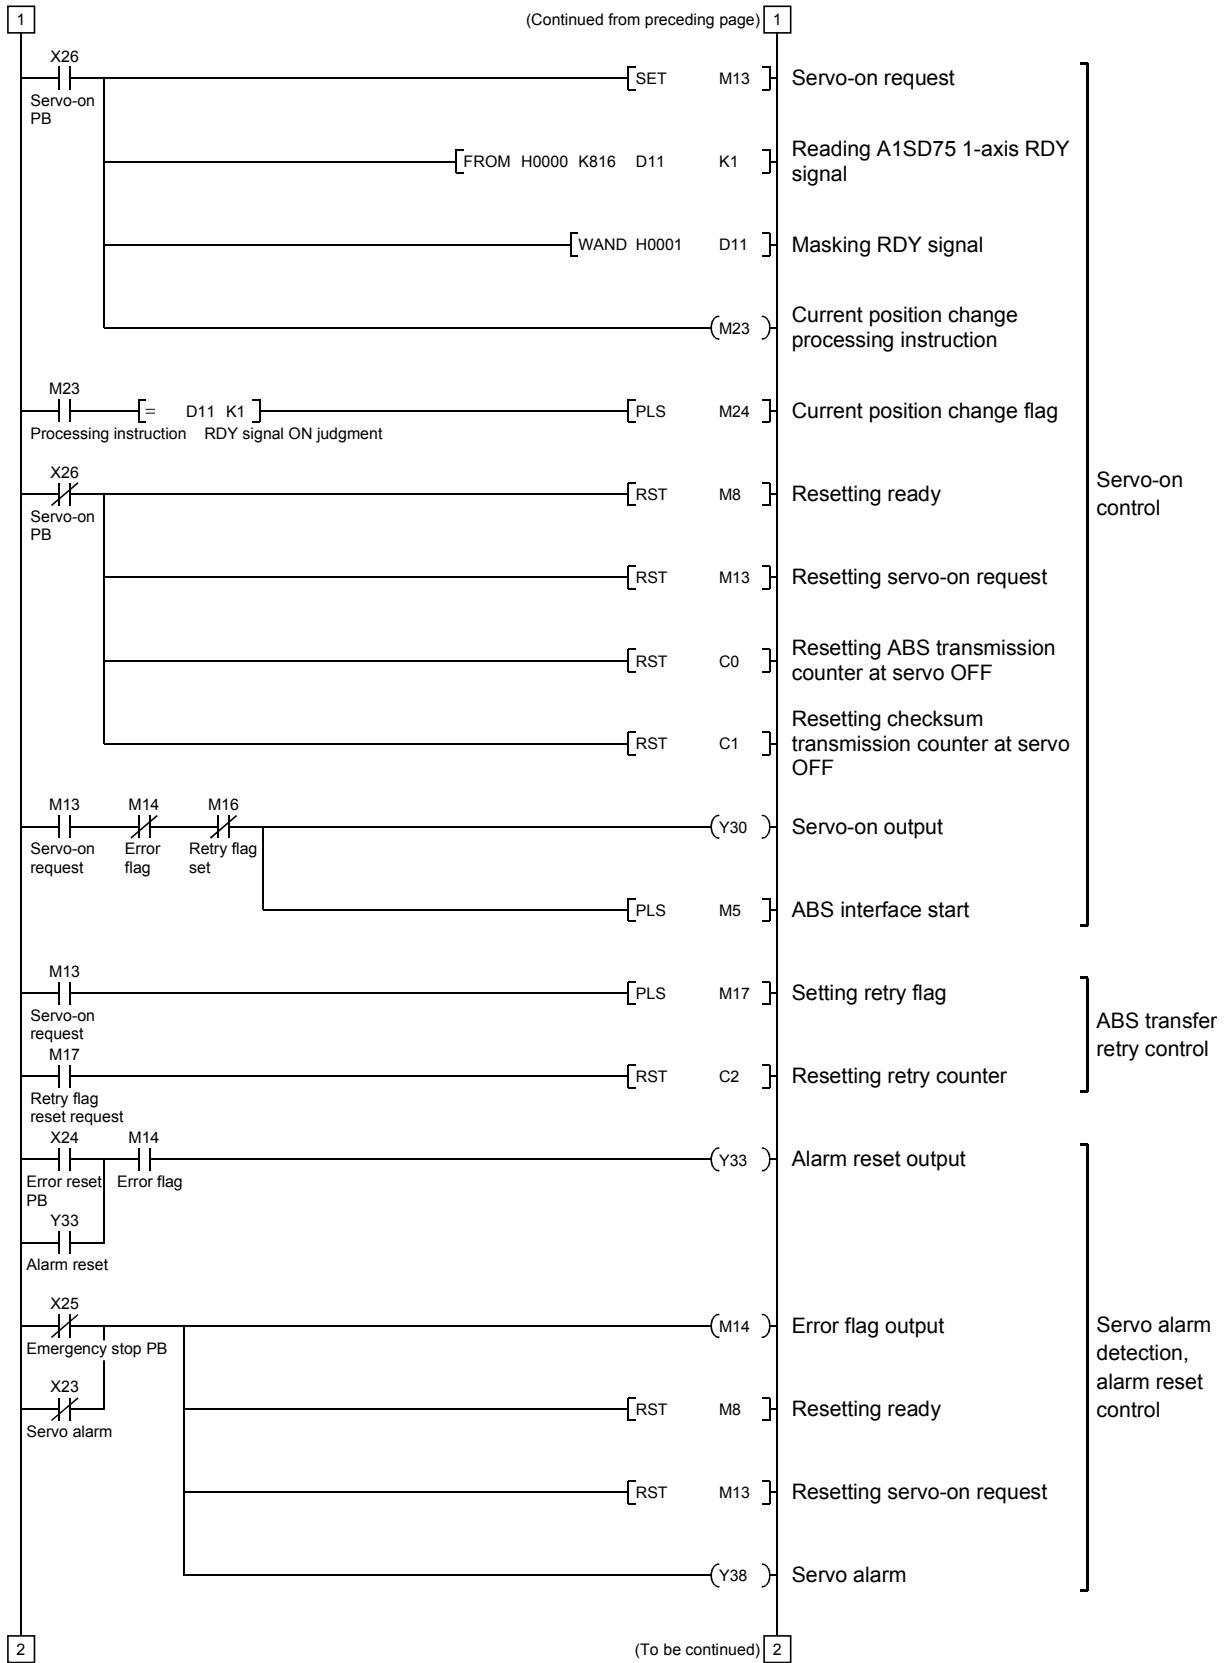 1 (Continued from preceding page) 1
X26
SET M13 Servo-on request
Servo-on
PB
FROM H0000 K816 D11 K1 Reading A1SD75 1-axis RDY
signal
WAND H0001 D11 Masking RDY signal
M23 Current position change
processing instruction
M23
= D11 K1 PLS M24 Current position change flag
Processing instruction RDY signal ON judgment
X26
RST M8 Resetting ready
Servo-on
PB
Servo-on
control
RST M13 Resetting servo-on request
RST C0 Resetting ABS transmission
counter at servo OFF
RST C1 Resetting checksum
transmission counter at servo
OFF
M13 M14 M16
Y30 Servo-on output
Servo-on Error Retry flag
request flag set
PLS M5 ABS interface start
M13
PLS M17 Setting retry flag
Servo-on
request
ABS transfer
retry control
M17
RST C2 Resetting retry counter
Retry flag
reset request
X24 M14
Y33 Alarm reset output
Error reset Error flag
PB
Y33
Alarm reset
X25
M14 Error flag output
Emergency stop PB
Servo alarm
detection,
alarm reset
control
X23
RST M8 Resetting ready
Servo alarm
RST M13 Resetting servo-on request
Y38 Servo alarm
2 (To be continued) 2